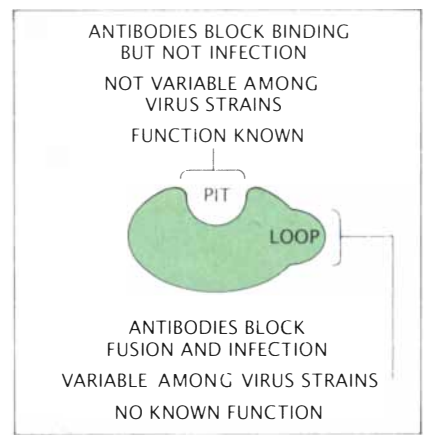 ANTIBODIES BLOCK BINDING
BUT NOT INFECTION
NOT VARIABLE AMONG
VIRUS STRAINS
FUNCTION KNOWN
PIT
LOOP
ANTIBODIES BLOCK
FUSION AND INFECTION
VARIABLE AMONG VIRUS STRAINS
NO KNOWN FUNCTION